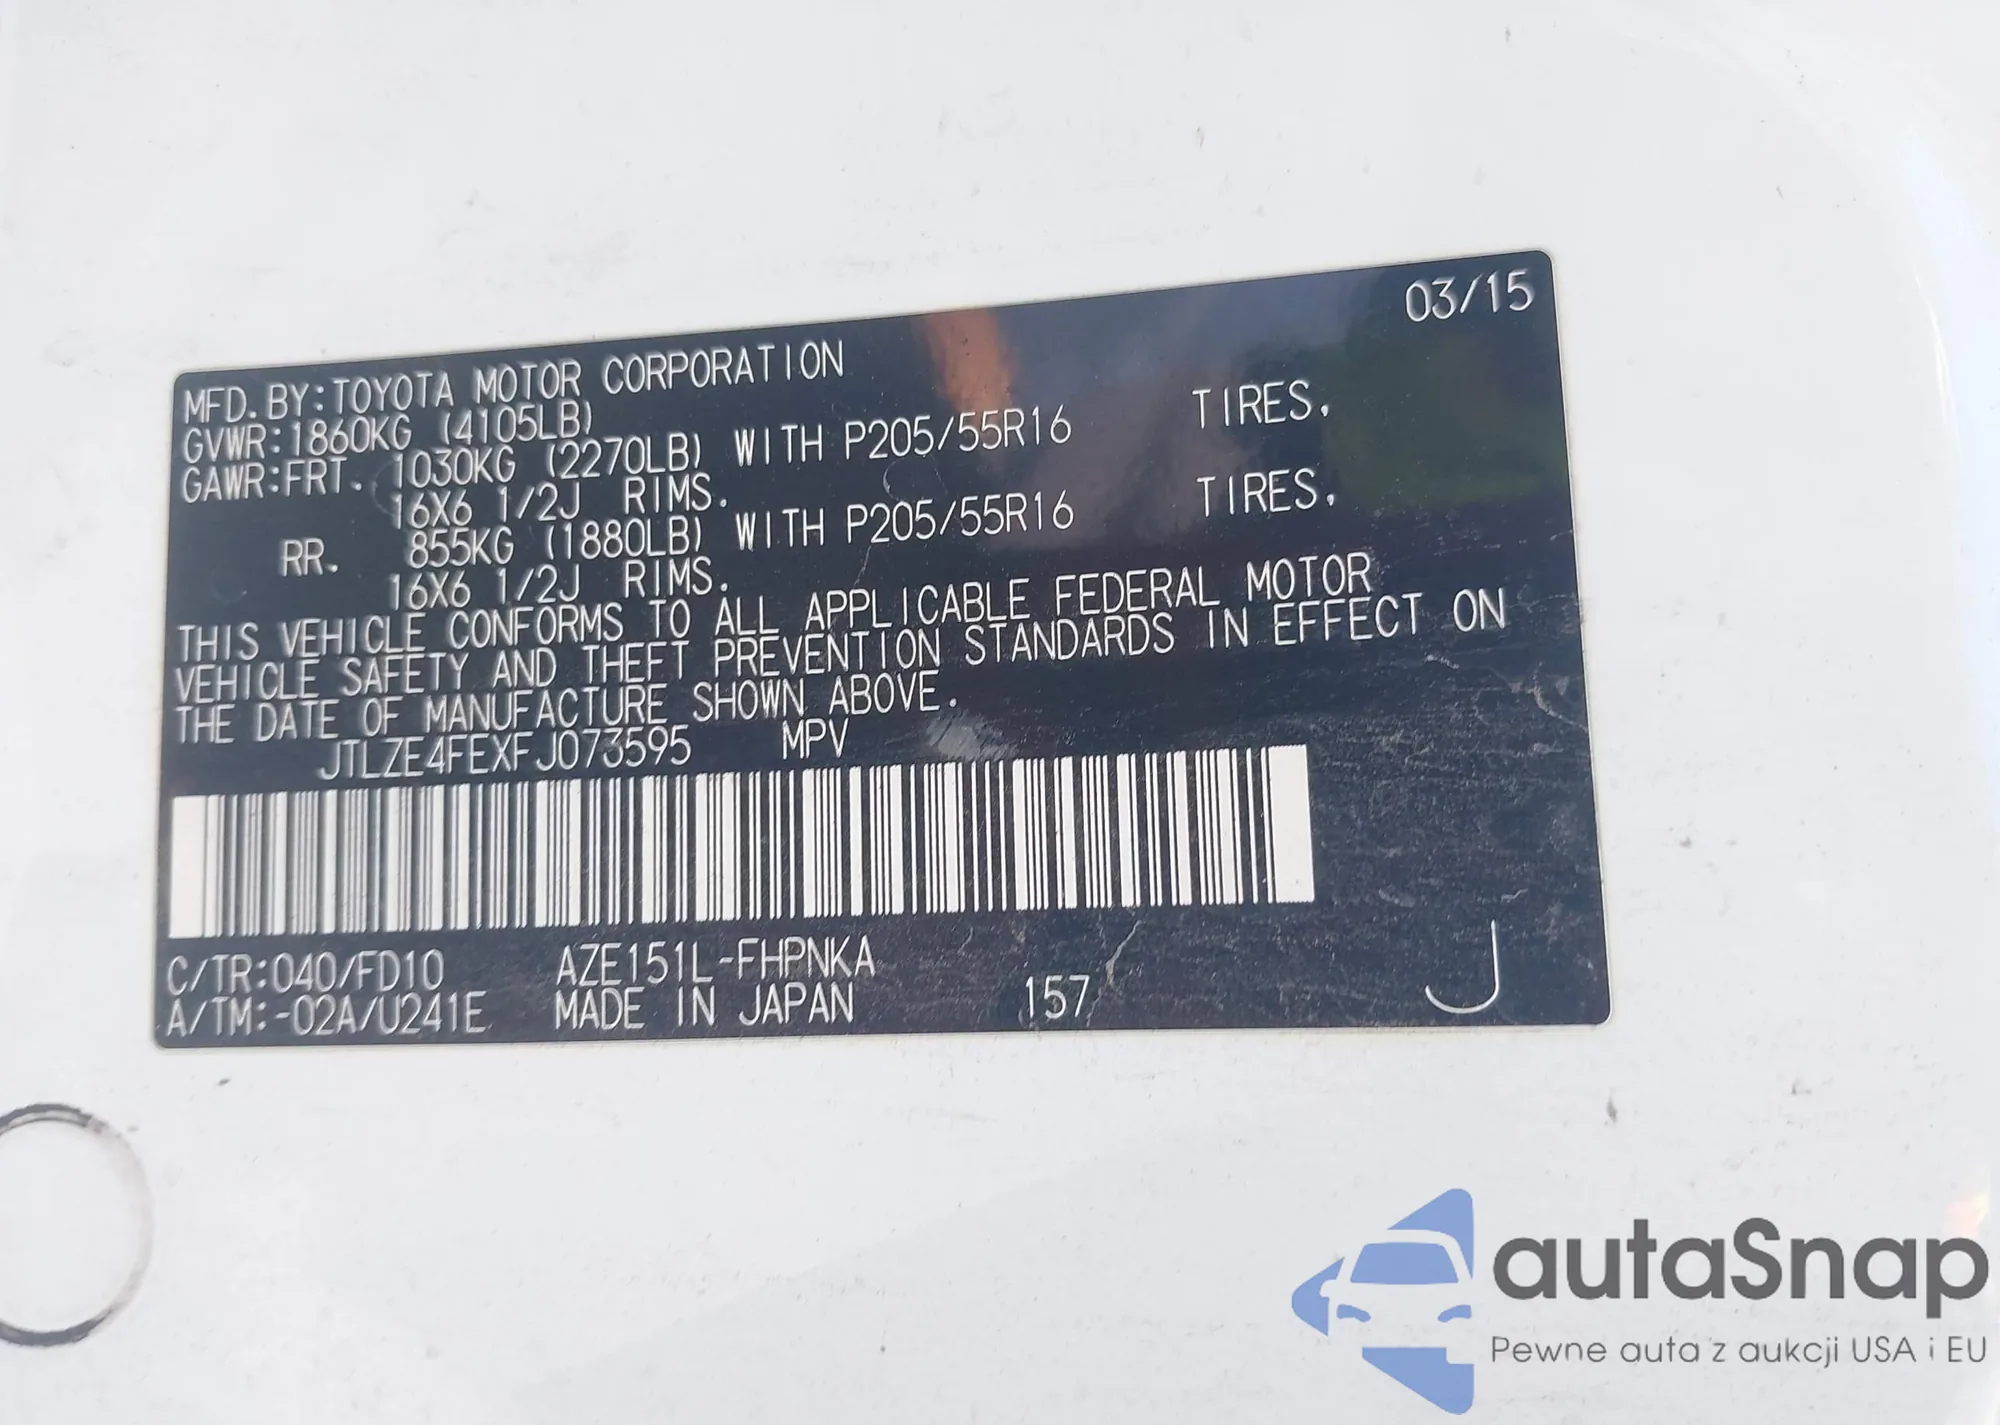 03/15
MFD. BY: TOYOTA MOTOR CORPORATION
GVWR: 1860KG (4105LB)
GAWR: FRT. 1030KG (2270LB) WITH P205/55R16 TIRES.
16X6 1/2J RIMS.
RR. 855KG (1880LB) WITH P205/55R16 TIRES.
16X6 1/2J RIMS.
THIS VEHICLE CONFORMS TO ALL APPLICABLE FEDERAL MOTOR
VEHICLE SAFETY AND THEFT PREVENTION STANDARDS IN EFFECT ON
THE DATE OF MANUFACTURE SHOWN ABOVE.
JTLZE4FEXFJ073595 MPV
C/TR: 040/FD10 AZE151L-FHPNKA
A/TM: -02A/U241E MADE IN JAPAN 157 J
autaSnap
Pewne auta z aukcji USA i EU